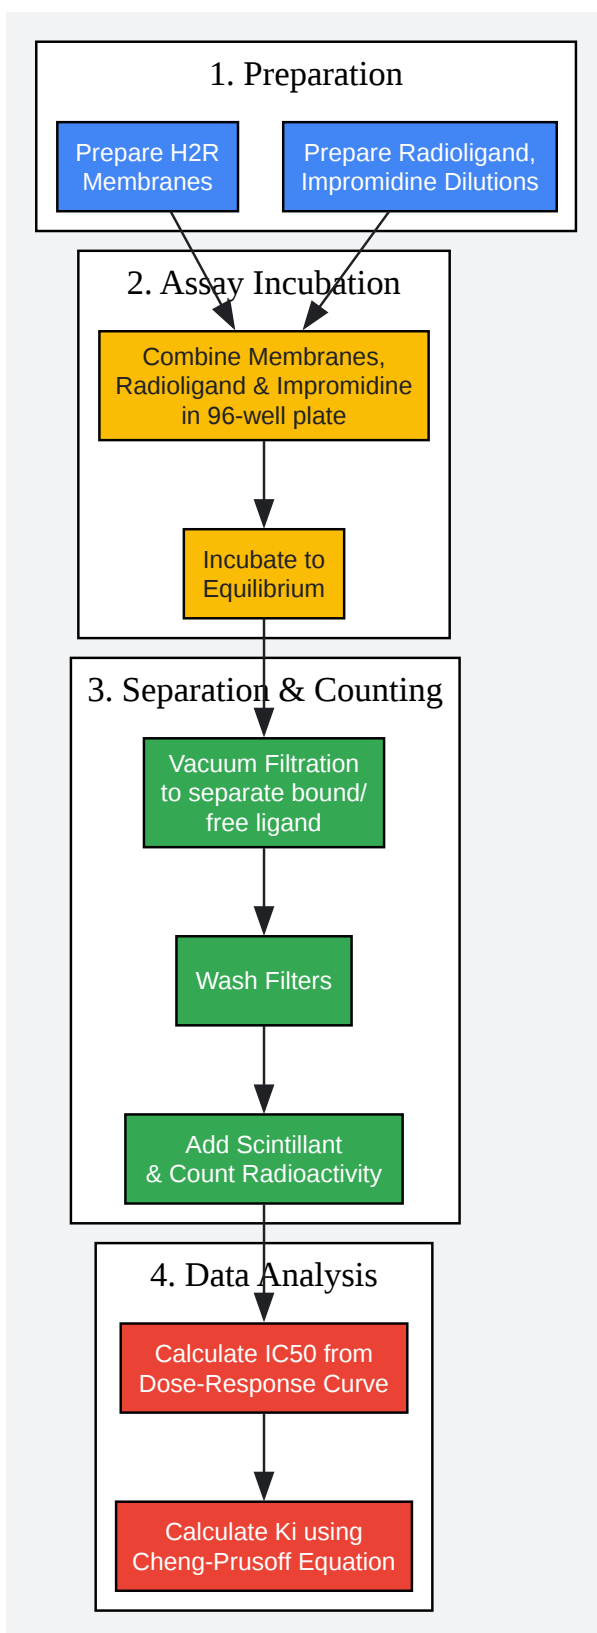 1. Preparation
Prepare H2R
Membranes
Prepare Radioligand,
Impromidine Dilutions
2. Assay Incubation
Combine Membranes,
Radioligand & Impromidine
in 96-well plate
Incubate to
Equilibrium
3. Separation & Counting
Vacuum Filtration
to separate bound/
free ligand
Wash Filters
Add Scintillant
& Count Radioactivity
4. Data Analysis
Calculate IC50 from
Dose-Response Curve
Calculate Ki using
Cheng-Prusoff Equation